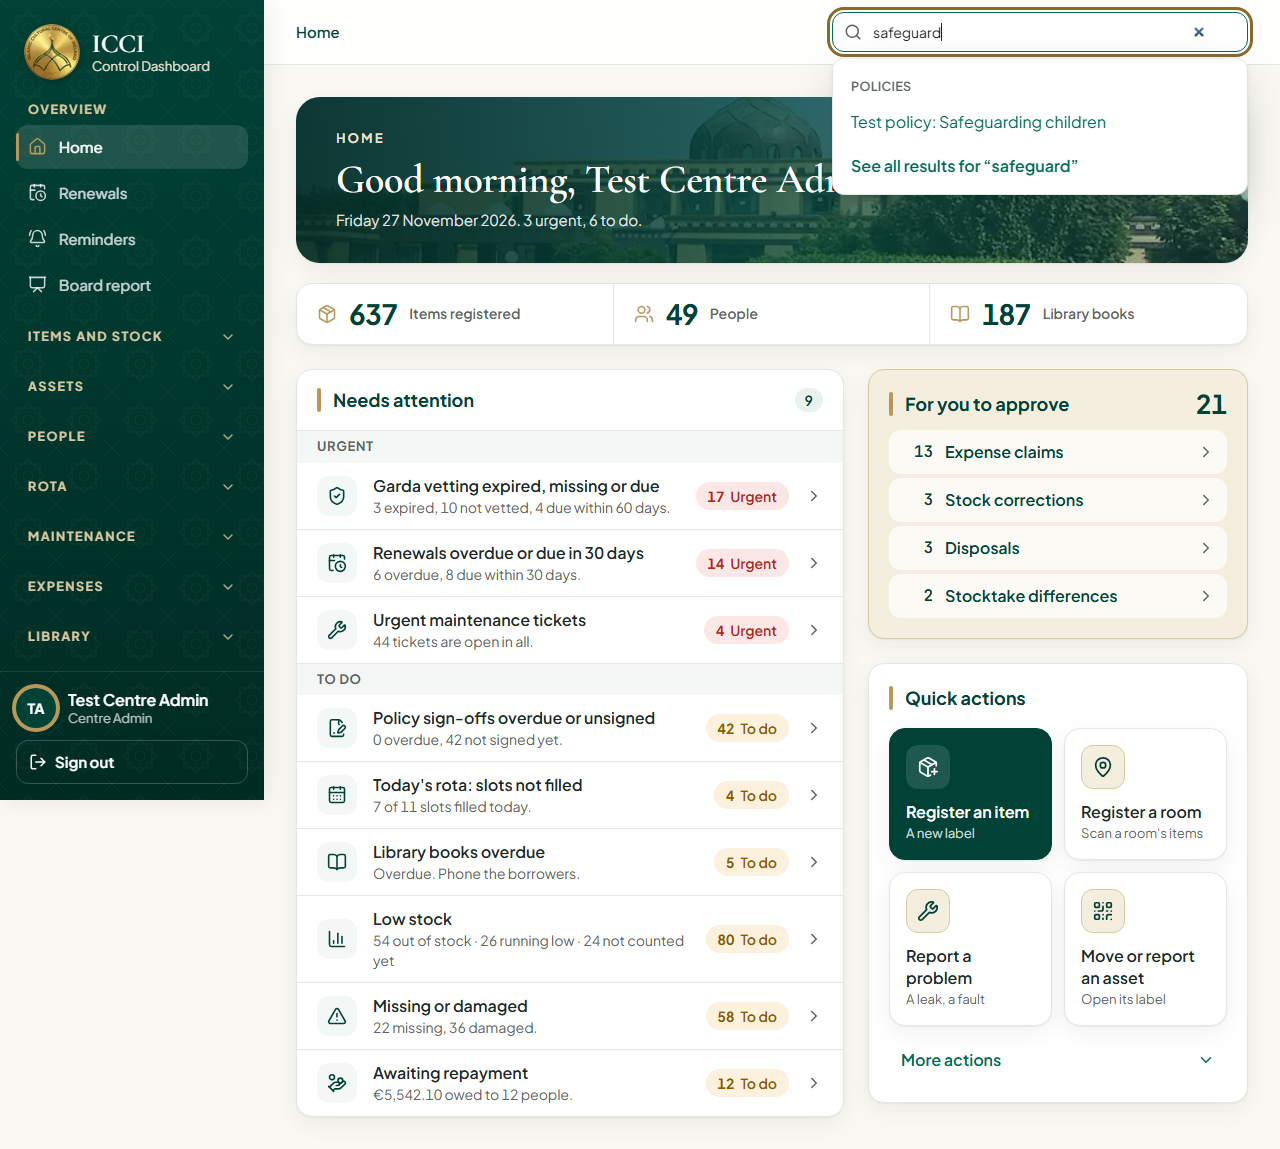 ICCI
Control Dashboard
OVERVIEW
Home
Renewals
Reminders
Board report
ITEMS AND STOCK
ASSETS
PEOPLE
ROTA
MAINTENANCE
EXPENSES
LIBRARY
TA
Test Centre Admin
Centre Admin
Sign out
Home
safeguard
POLICIES
Test policy: Safeguarding children
See all results for “safeguard”
HOME
Good morning, Test Centre Adm
Friday 27 November 2026. 3 urgent, 6 to do.
637 Items registered
49 People
187 Library books
Needs attention
9
URGENT
Garda vetting expired, missing or due
3 expired, 10 not vetted, 4 due within 60 days.
17 Urgent
Renewals overdue or due in 30 days
6 overdue, 8 due within 30 days.
14 Urgent
Urgent maintenance tickets
44 tickets are open in all.
4 Urgent
TO DO
Policy sign-offs overdue or unsigned
0 overdue, 42 not signed yet.
42 To do
Today's rota: slots not filled
7 of 11 slots filled today.
4 To do
Library books overdue
Overdue. Phone the borrowers.
5 To do
Low stock
54 out of stock · 26 running low · 24 not counted
yet
80 To do
Missing or damaged
22 missing, 36 damaged.
58 To do
Awaiting repayment
€5,542.10 owed to 12 people.
12 To do
For you to approve
21
13 Expense claims
3 Stock corrections
3 Disposals
2 Stocktake differences
Quick actions
Register an item
A new label
Register a room
Scan a room's items
Report a
problem
A leak, a fault
Move or report
an asset
Open its label
More actions